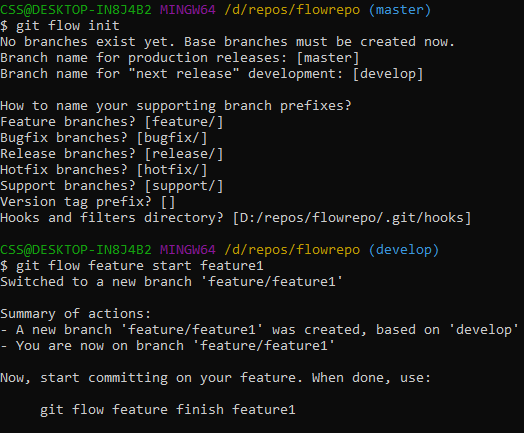 CSS@DESKTOP-IN8J4B2 MINGW64 /d/repos/flowrepo (master)
$ git flow init
No branches exist yet. Base branches must be created now.
Branch name for production releases: [master]
Branch name for "next release" development: [develop]
How to name your supporting branch prefixes?
Feature branches? [feature/]
Bugfix branches? [bugfix/]
Release branches? [release/]
Hotfix branches? [hotfix/]
Support branches? [support/]
Version tag prefix? []
Hooks and filters directory? [D:/repos/flowrepo/.git/hooks]
CSS@DESKTOP-IN8J4B2 MINGW64 /d/repos/flowrepo (develop)
$ git flow feature start feature1
Switched to a new branch 'feature/feature1'
Summary of actions:
- A new branch 'feature/feature1' was created, based on 'develop'
- You are now on branch 'feature/feature1'
Now, start committing on your feature. When done, use:
git flow feature finish feature1